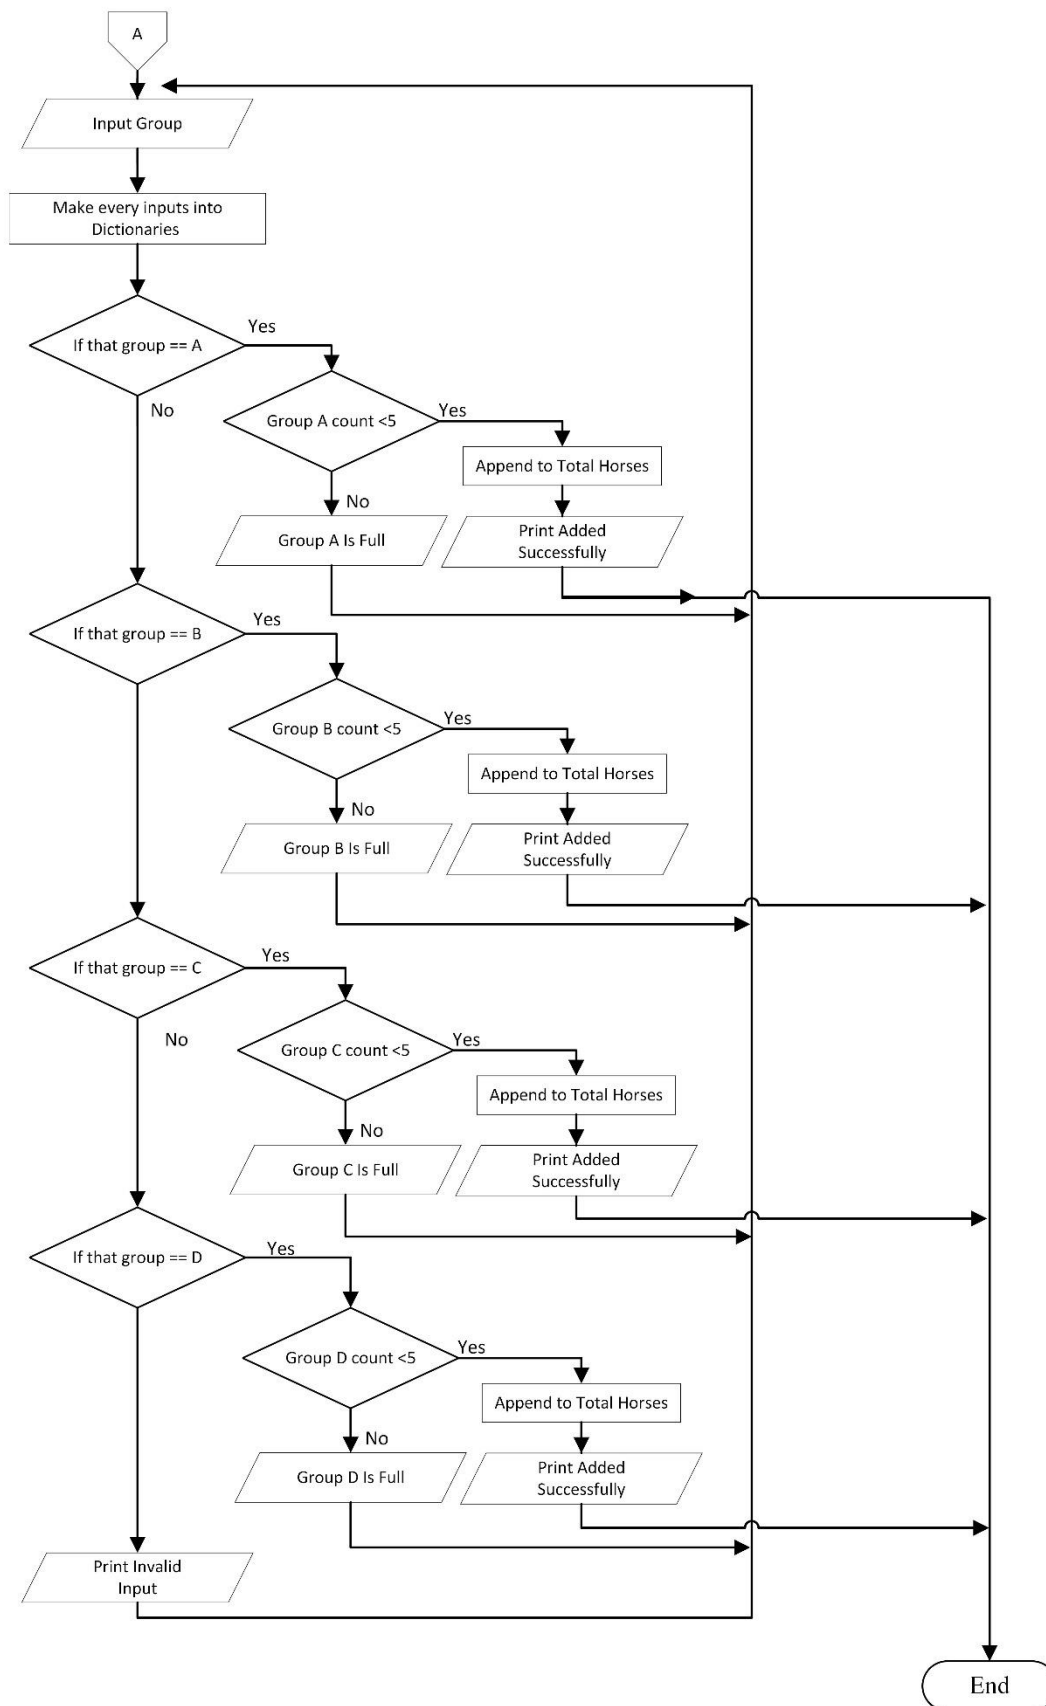 A
Input Group
Make every inputs into
Dictionaries
If that group == A
Yes
No
Group A count <5
Yes
Append to Total Horses
No
Group A Is Full
Print Added
Successfully
If that group == B
Yes
Group B count <5
Yes
Append to Total Horses
No
Group B Is Full
Print Added
Successfully
If that group == C
Yes
No
Group C count <5
Yes
Append to Total Horses
No
Group C Is Full
Print Added
Successfully
If that group == D
Yes
Group D count <5
Yes
Append to Total Horses
No
Group D Is Full
Print Added
Successfully
Print Invalid
Input
End